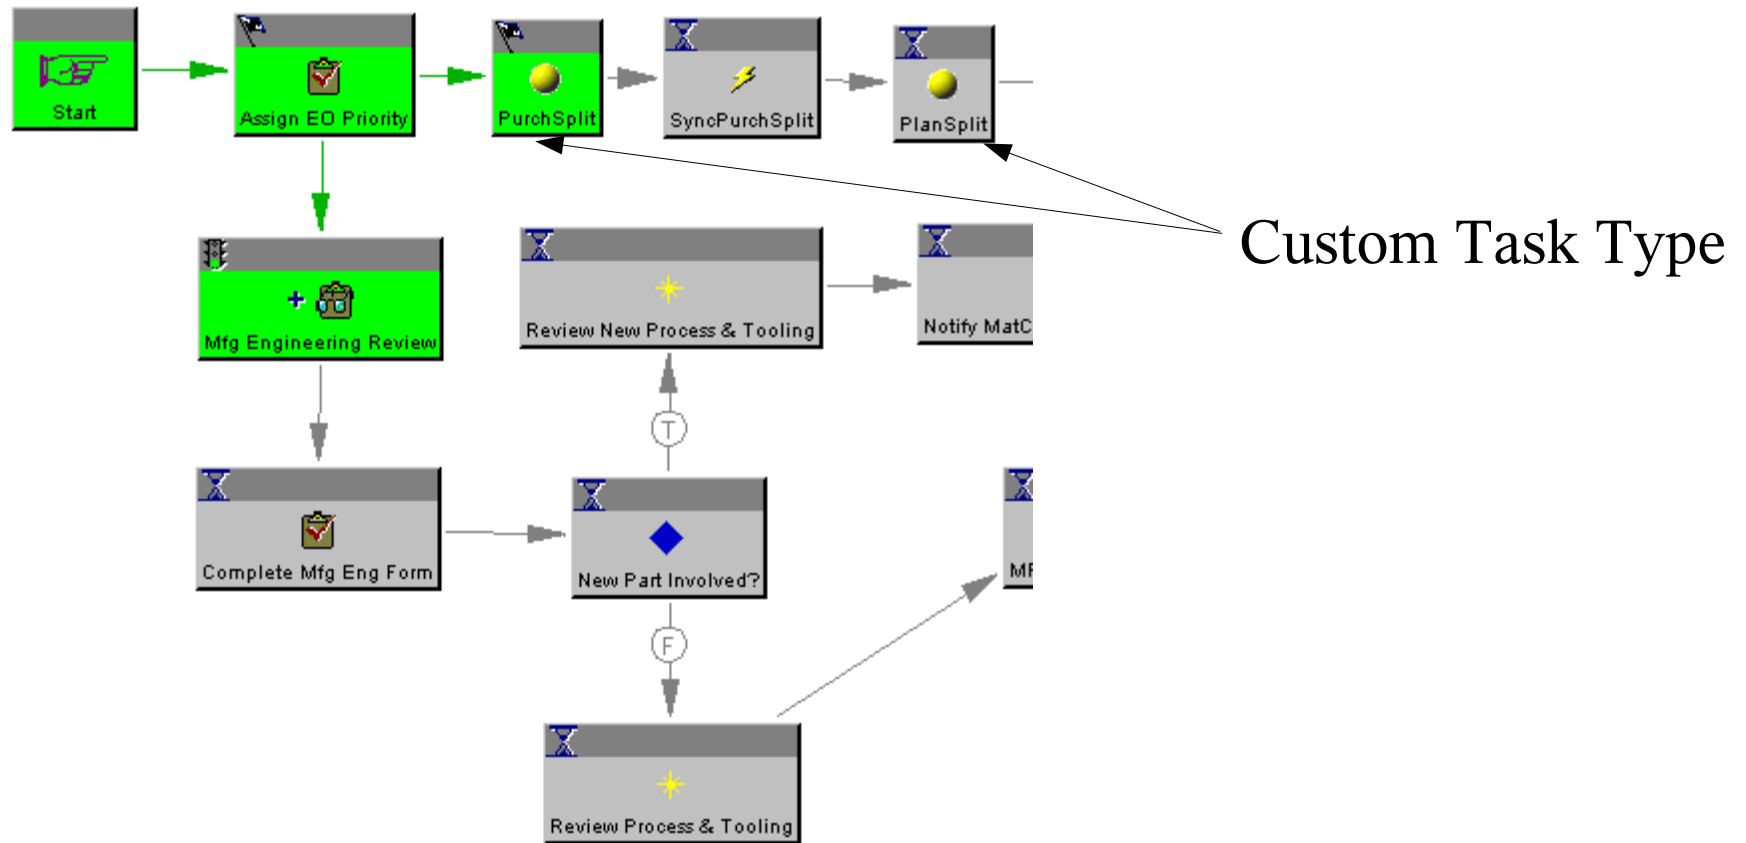 Start
Assign EO Priority
PurchSplit
SyncPurchSplit
PlanSplit
Custom Task Type
Mfg Engineering Review
Review New Process & Tooling
Notify MatC
T
Complete Mfg Eng Form
New Part Involved?
F
Review Process & Tooling